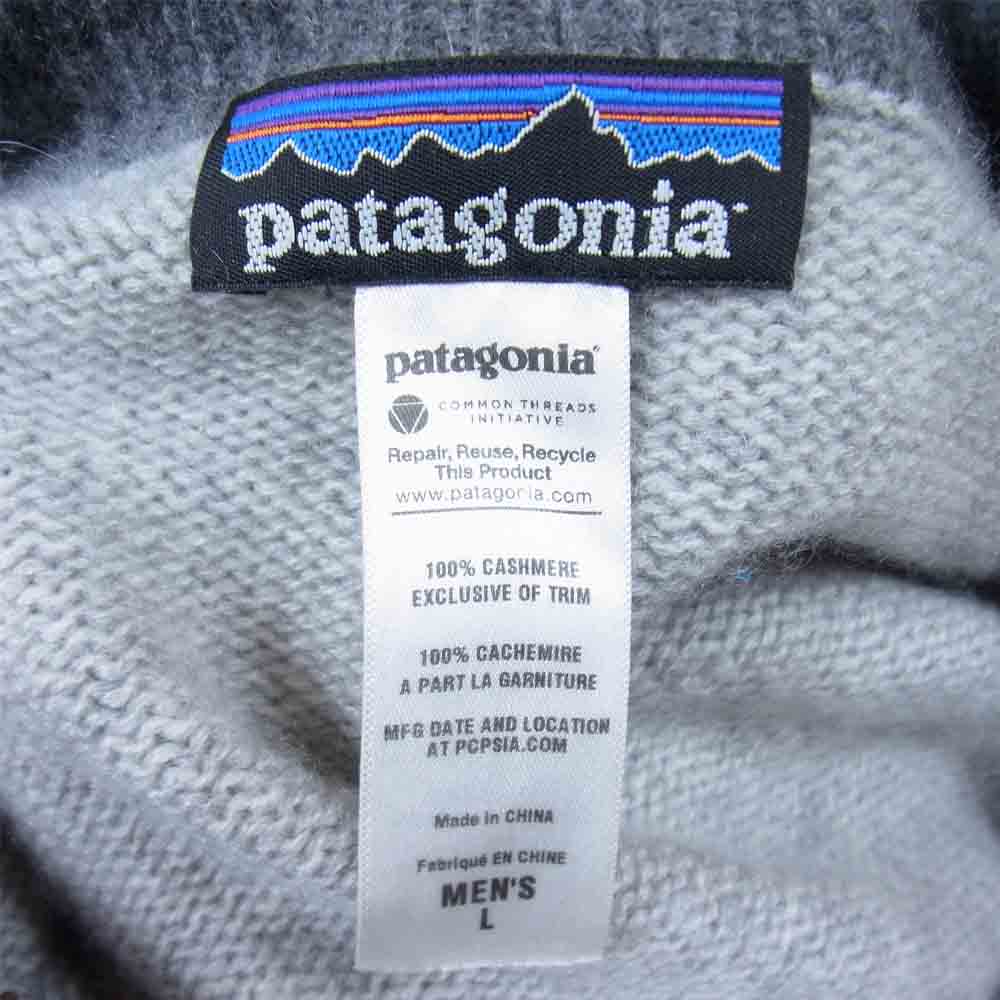 patagonia
patagonia
COMMON THREADS
INITIATIVE
Repair, Reuse, Recycle
This Product
www.patagonia.com
100% CASHMERE
EXCLUSIVE OF TRIM
100% CACHEMIRE
A PART LA GARNITURE
MFG DATE AND LOCATION
AT PCPSIA.COM
Made in CHINA
Fabriqué EN CHINE
MEN'S
L